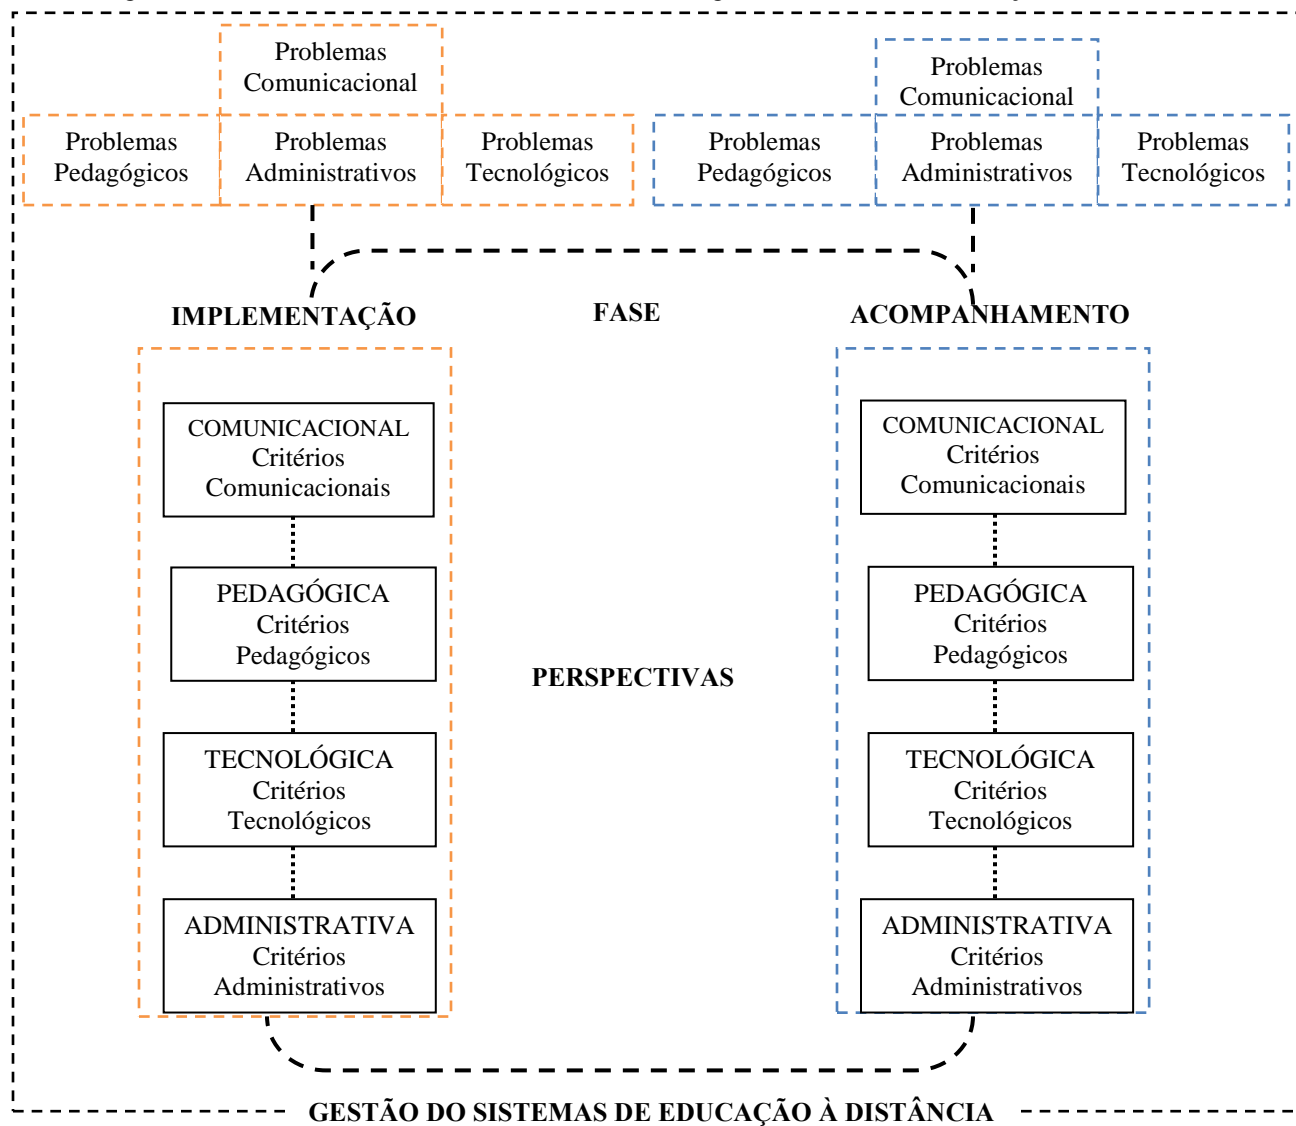 Problemas
Comunicacional
Problemas
Pedagógicos
Problemas
Administrativos
Problemas
Tecnológicos
Problemas
Comunicacional
Problemas
Pedagógicos
Problemas
Administrativos
Problemas
Tecnológicos
IMPLEMENTAÇÃO
FASE
ACOMPANHAMENTO
COMUNICACIONAL
Critérios
Comunicacionais
PEDAGÓGICA
Critérios
Pedagógicos
TECNOLÓGICA
Critérios
Tecnológicos
ADMINISTRATIVA
Critérios
Administrativos
PERSPECTIVAS
COMUNICACIONAL
Critérios
Comunicacionais
PEDAGÓGICA
Critérios
Pedagógicos
TECNOLÓGICA
Critérios
Tecnológicos
ADMINISTRATIVA
Critérios
Administrativos
GESTÃO DO SISTEMAS DE EDUCAÇÃO À DISTÂNCIA